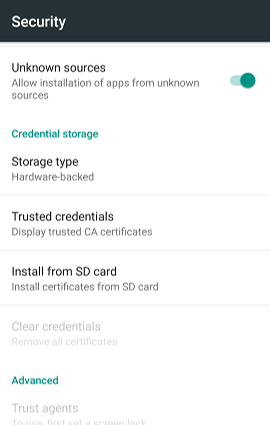 Security
Unknown sources
Allow installation of apps from unknown
sources
Credential storage
Storage type
Hardware-backed
Trusted credentials
Display trusted CA certificates
Install from SD card
Install certificates from SD card
Clear credentials
Remove all certificates
Advanced
Trust agents
To use, first set a screen lock